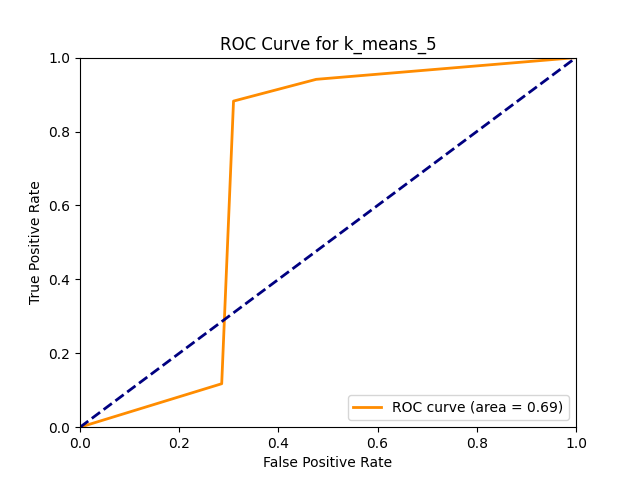 ROC Curve for k_means_5
True Positive Rate
1.0
0.8
0.6
0.4
0.2
0.0
ROC curve (area = 0.69)
0.0 0.2 0.4 0.6 0.8 1.0
False Positive Rate